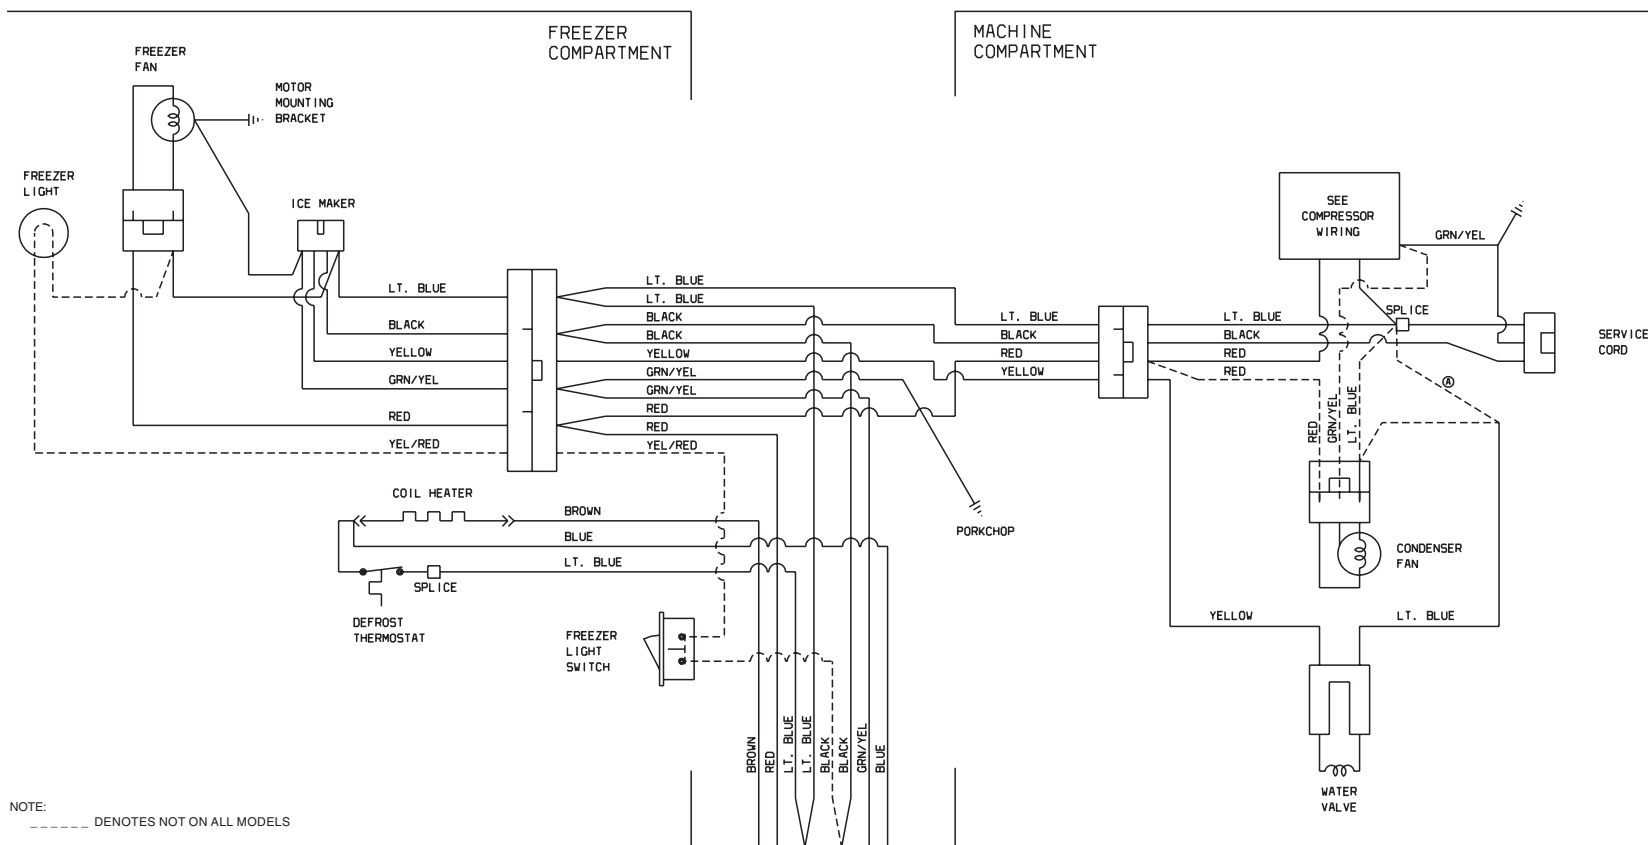 FREEZER
COMPARTMENT
MACHINE
COMPARTMENT
FREEZER
FAN
MOTOR
MOUNTING
BRACKET
FREEZER
LIGHT
ICE MAKER
SEE
COMPRESSOR
WIRING
GRN/YEL
LT. BLUE
BLACK
YELLOW
GRN/YEL
RED
YEL/RED
LT. BLUE
LT. BLUE
BLACK
BLACK
YELLOW
GRN/YEL
GRN/YEL
RED
RED
YEL/RED
LT. BLUE
BLACK
RED
YELLOW
LT. BLUE
BLACK
RED
RED
SPLICE
SERVICE
CORD
A
RED
GRN/YEL
LT. BLUE
COIL HEATER
BROWN
BLUE
LT. BLUE
SPLICE
DEFROST
THERMOSTAT
PORKCHOP
CONDENSER
FAN
FREEZER
LIGHT
SWITCH
YELLOW
LT. BLUE
BROWN
RED
LT. BLUE
LT. BLUE
BLACK
BLACK
GRN/YEL
BLUE
WATER
VALVE
NOTE:
______ DENOTES NOT ON ALL MODELS